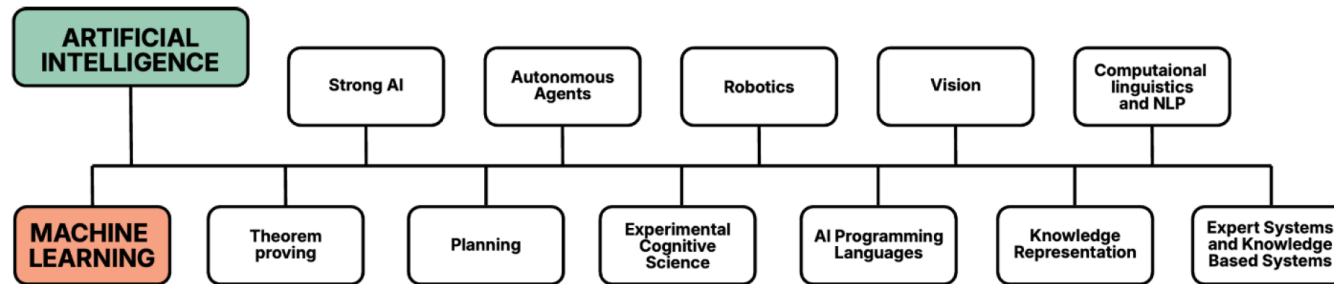 ARTIFICIAL
INTELLIGENCE
Strong AI
Autonomous
Agents
Robotics
Vision
Computaional
linguistics
and NLP
MACHINE
LEARNING
Theorem
proving
Planning
Experimental
Cognitive
Science
AI Programming
Languages
Knowledge
Representation
Expert Systems
and Knowledge
Based Systems